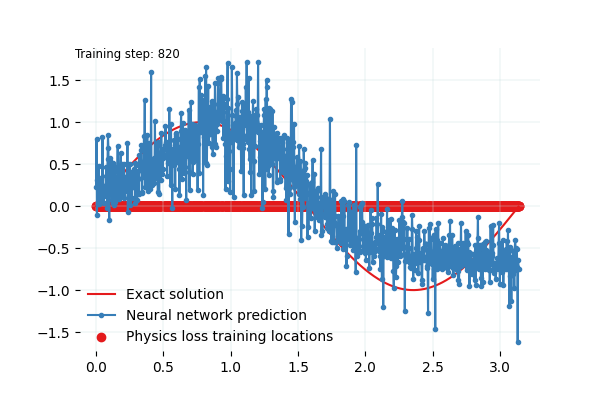 Training step: 820
1.5
1.0
0.5
0.0
−0.5
−1.0
−1.5
Exact solution
Neural network prediction
Physics loss training locations
0.0 0.5 1.0 1.5 2.0 2.5 3.0